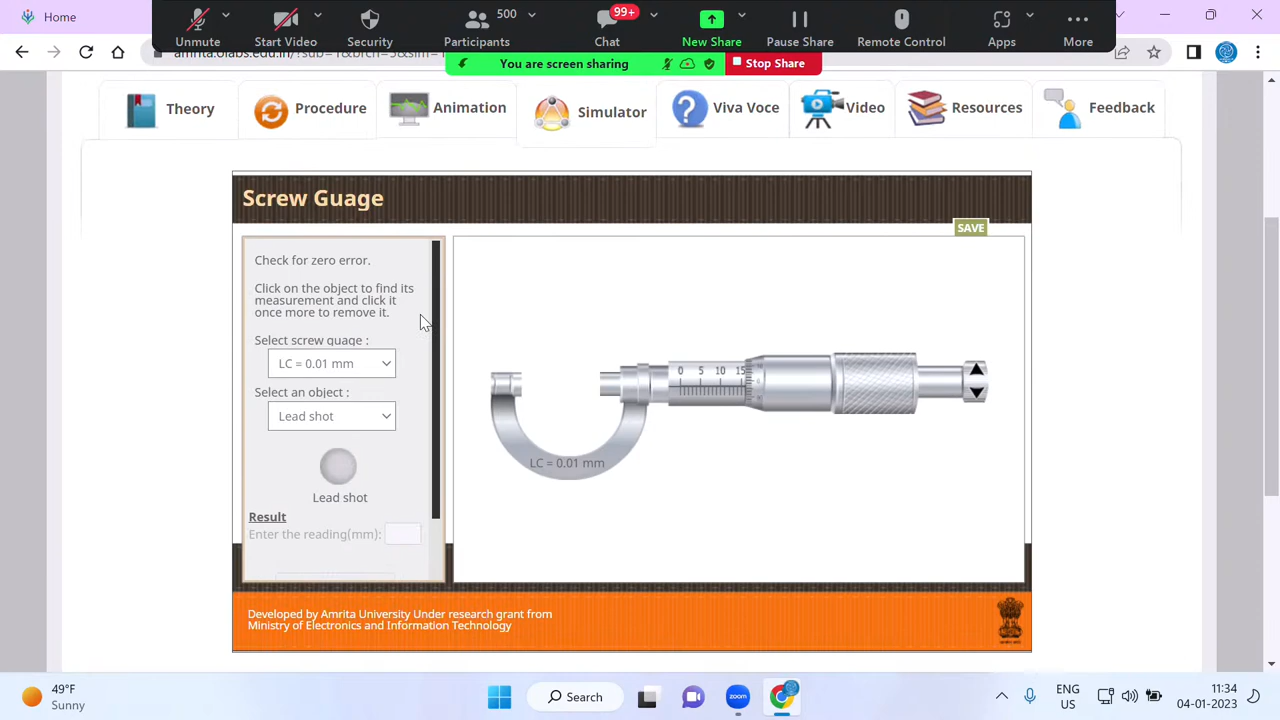 Home
Unmute
Start Video
Security
500
Participants
99+
Chat
New Share
Pause Share
Remote Control
Apps
More
You are screen sharing
Stop Share
Theory
Procedure
Animation
Simulator
Viva Voce
Video
Resources
Feedback
Screw Guage
SAVE
Check for zero error.
Click on the object to find its
measurement and click it
once more to remove it.
Select screw guage :
LC = 0.01 mm
Select an object :
Lead shot
Lead shot
Result
Enter the reading(mm):
0 5 10 15
LC = 0.01 mm
Developed by Amrita University Under research grant from
Ministry of Electronics and Information Technology
49°F
Sunny
Search
zoom
ENG
US
11:34
04-01-2023